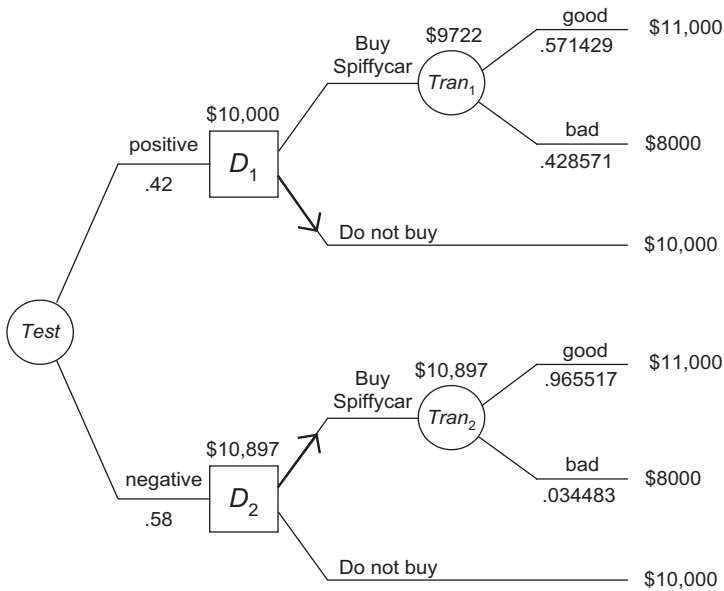 good
$11,000
.571429
$9722
Buy
Spiffycar
Tran1
bad
$8000
.428571
$10,000
positive
.42
D1
Do not buy
$10,000
Test
good
$11,000
.965517
$10,897
Buy
Spiffycar
Tran2
bad
$8000
.034483
$10,897
negative
.58
D2
Do not buy
$10,000